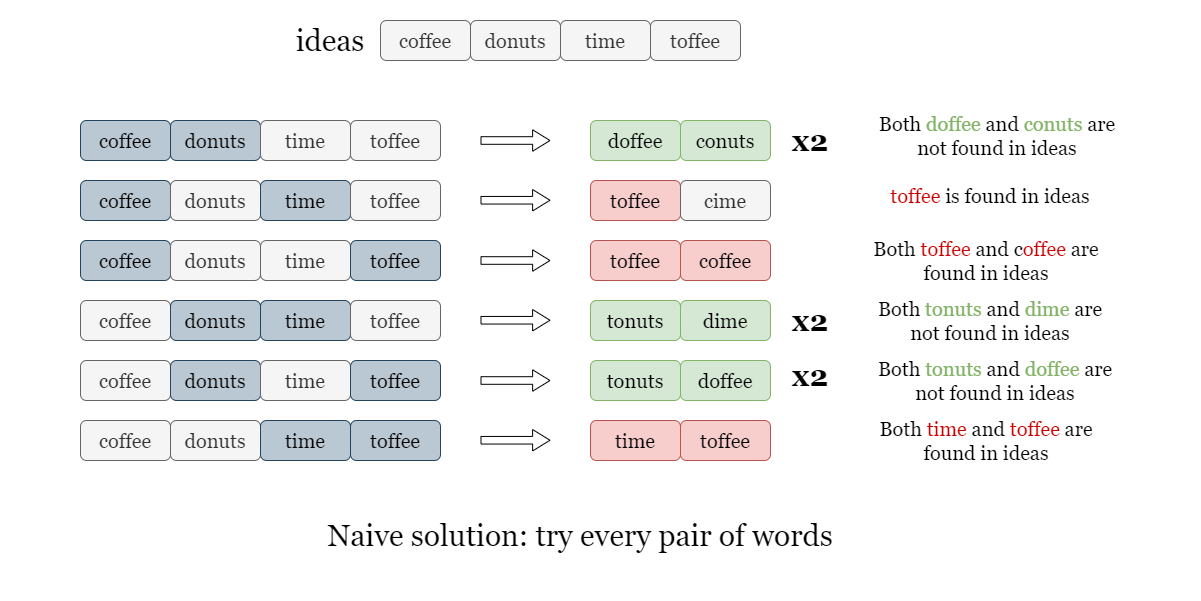 ideas coffee donuts time toffee
coffee donuts time toffee doffee conuts x2 Both doffee and conuts are
not found in ideas
coffee donuts time toffee toffee cime toffee is found in ideas
coffee donuts time toffee toffee coffee Both toffee and coffee are
found in ideas
coffee donuts time toffee tonuts dime x2 Both tonuts and dime are
not found in ideas
coffee donuts time toffee tonuts doffee x2 Both tonuts and doffee are
not found in ideas
coffee donuts time toffee time toffee Both time and toffee are
found in ideas
Naive solution: try every pair of words